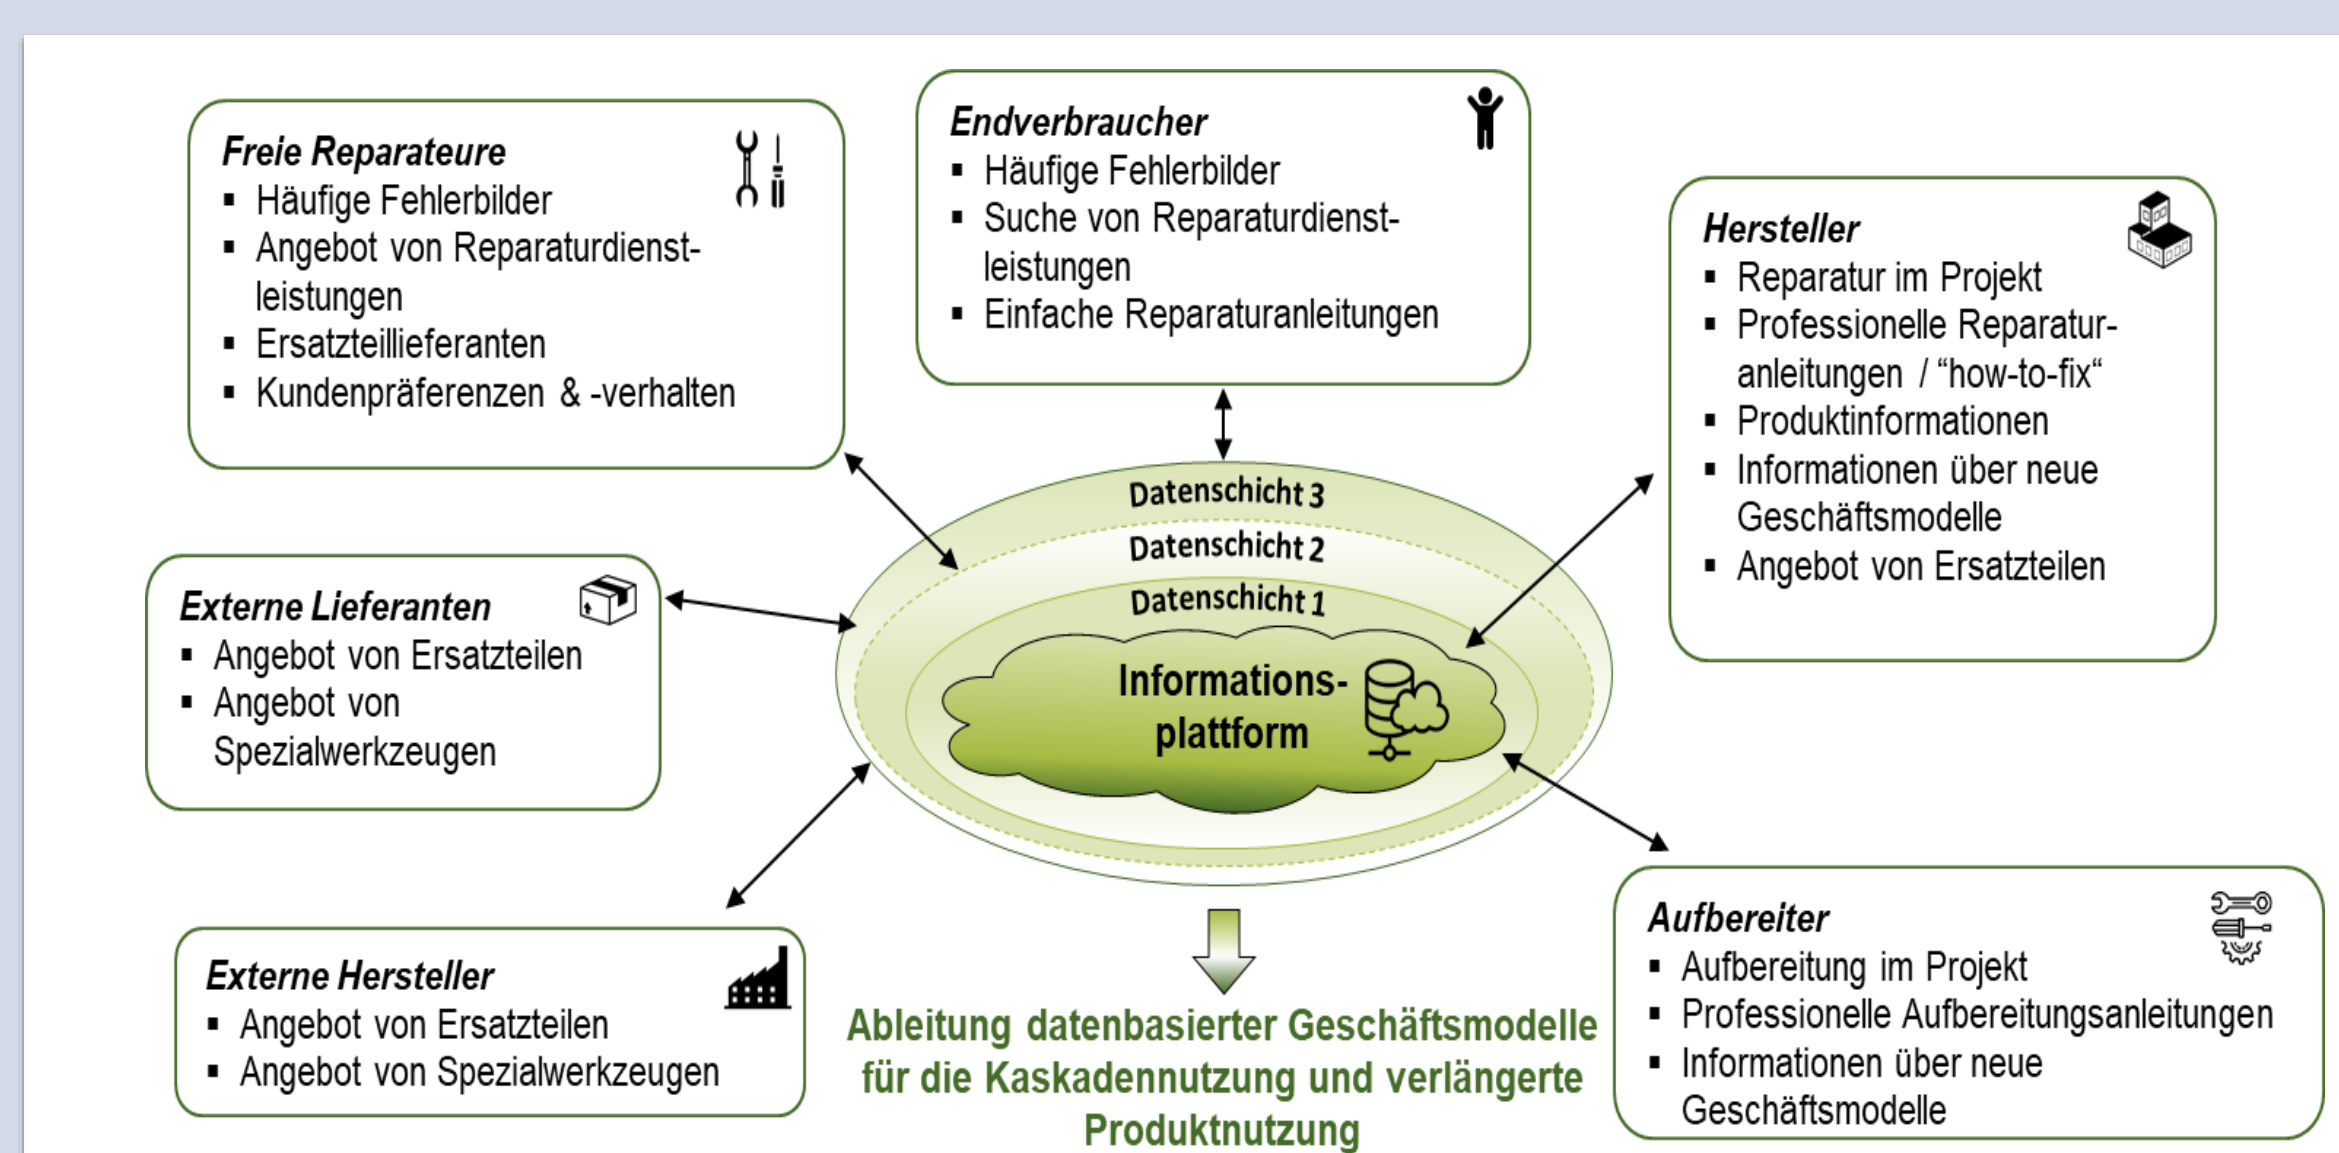 Freie Reparateure
▪ Häufige Fehlerbilder
▪ Angebot von Reparaturdienst-
leistungen
▪ Ersatzteillieferanten
▪ Kundenpräferenzen & -verhalten
Endverbraucher
▪ Häufige Fehlerbilder
▪ Suche von Reparaturdienst-
leistungen
▪ Einfache Reparaturanleitungen
Hersteller
▪ Reparatur im Projekt
▪ Professionelle Reparatur-
anleitungen / “how-to-fix“
▪ Produktinformationen
▪ Informationen über neue
Geschäftsmodelle
▪ Angebot von Ersatzteilen
Externe Lieferanten
▪ Angebot von Ersatzteilen
▪ Angebot von
Spezialwerkzeugen
Datenschicht 3
Datenschicht 2
Datenschicht 1
Informations-
plattform
Externe Hersteller
▪ Angebot von Ersatzteilen
▪ Angebot von Spezialwerkzeugen
Aufbereiter
▪ Aufbereitung im Projekt
▪ Professionelle Aufbereitungsanleitungen
▪ Informationen über neue
Geschäftsmodelle
Ableitung datenbasierter Geschäftsmodelle
für die Kaskadennutzung und verlängerte
Produktnutzung